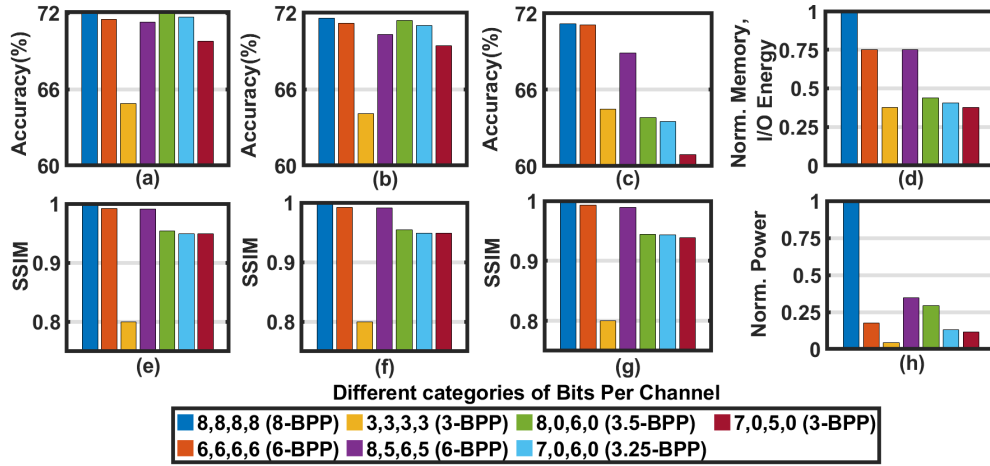 72
66
60
Accuracy(%)
(a)
72
66
60
Accuracy(%)
(b)
72
66
60
Accuracy(%)
(c)
1
0.75
0.5
0.25
0
Norm. Memory,
I/O Energy
(d)
1
0.9
0.8
SSIM
(e)
1
0.9
0.8
SSIM
(f)
1
0.9
0.8
SSIM
(g)
1
0.75
0.5
0.25
0
Norm. Power
(h)
Different categories of Bits Per Channel
8,8,8,8 (8-BPP) 3,3,3,3 (3-BPP) 8,0,6,0 (3.5-BPP) 7,0,5,0 (3-BPP)
6,6,6,6 (6-BPP) 8,5,6,5 (6-BPP) 7,0,6,0 (3.25-BPP)